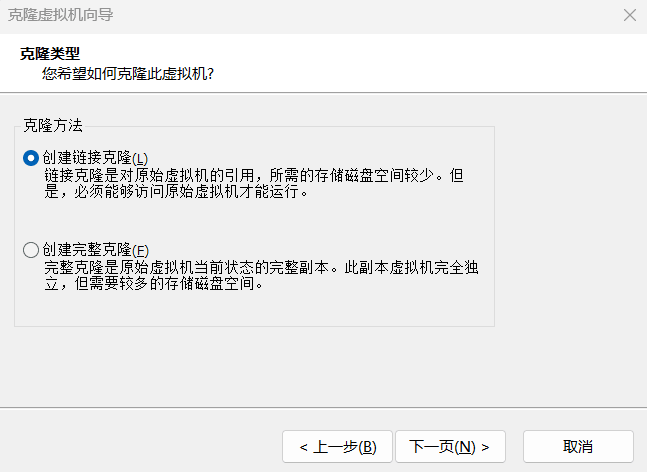 克隆虚拟机向导
克隆类型
您希望如何克隆此虚拟机?
克隆方法
创建链接克隆(L)
链接克隆是对原始虚拟机的引用，所需的存储磁盘空间较少。但
是，必须能够访问原始虚拟机才能运行。
创建完整克隆(F)
完整克隆是原始虚拟机当前状态的完整副本。此副本虚拟机完全独
立，但需要较多的存储磁盘空间。
< 上一步(B) 下一页(N) > 取消